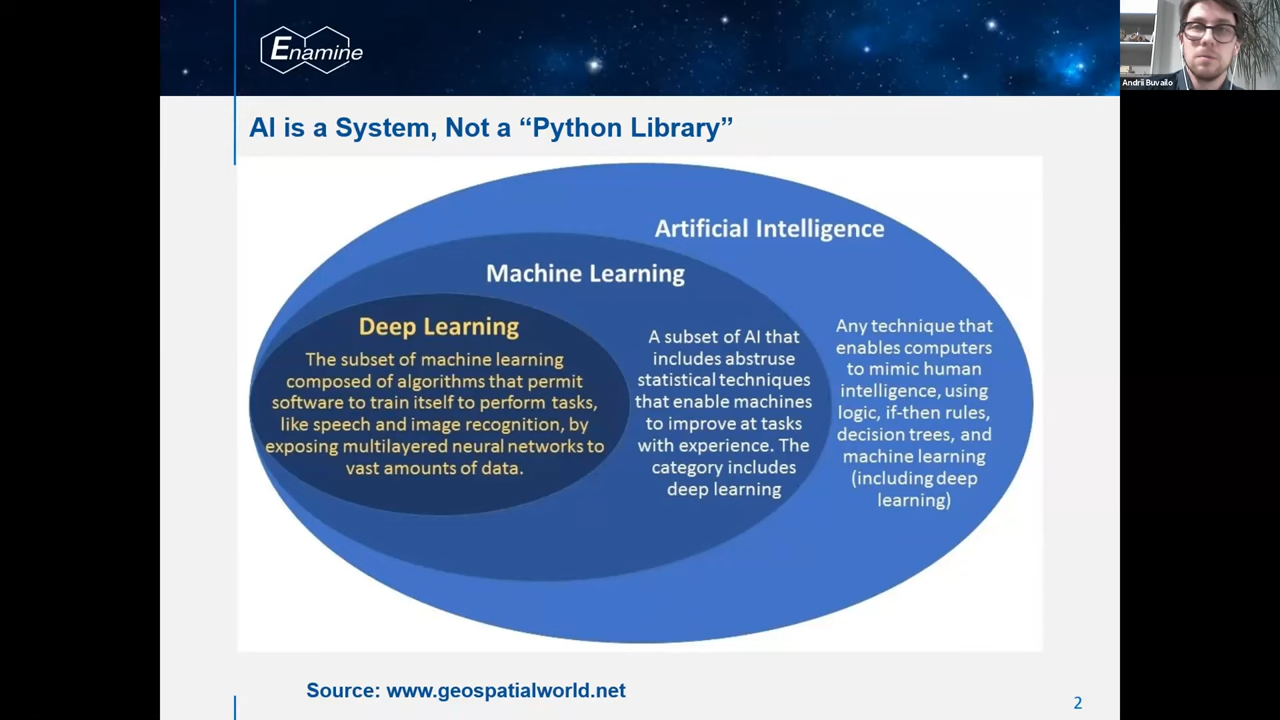 Enamine
Andrii Buvailo
AI is a System, Not a “Python Library”
Artificial Intelligence
Machine Learning
Deep Learning
The subset of machine learning
composed of algorithms that permit
software to train itself to perform tasks,
like speech and image recognition, by
exposing multilayered neural networks to
vast amounts of data.
A subset of AI that
includes abstruse
statistical techniques
that enable machines
to improve at tasks
with experience. The
category includes
deep learning
Any technique that
enables computers
to mimic human
intelligence, using
logic, if-then rules,
decision trees, and
machine learning
(including deep
learning)
Source: www.geospatialworld.net
2